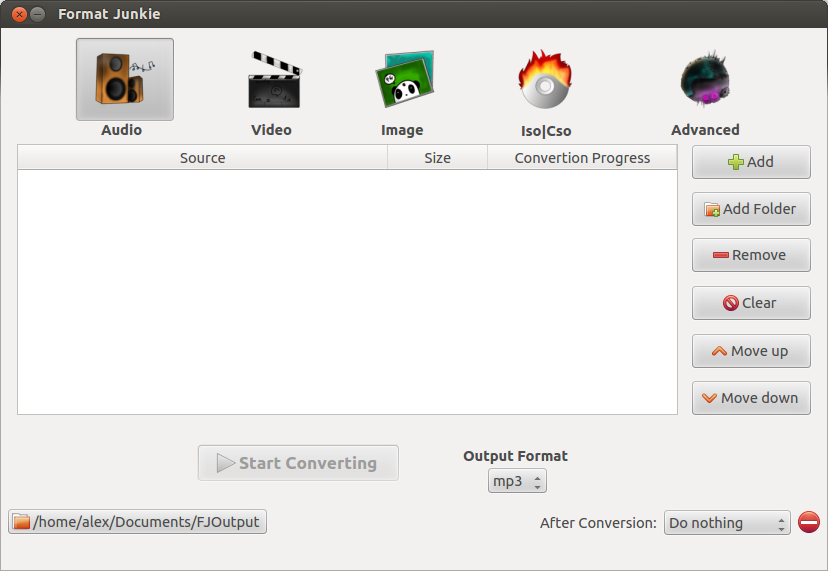 Format Junkie
Audio
Video
Image
Iso|Cso
Advanced
Source Size Convertion Progress
Add
Add Folder
Remove
Clear
Move up
Move down
Start Converting
Output Format
mp3
/home/alex/Documents/FJOutput
After Conversion: Do nothing